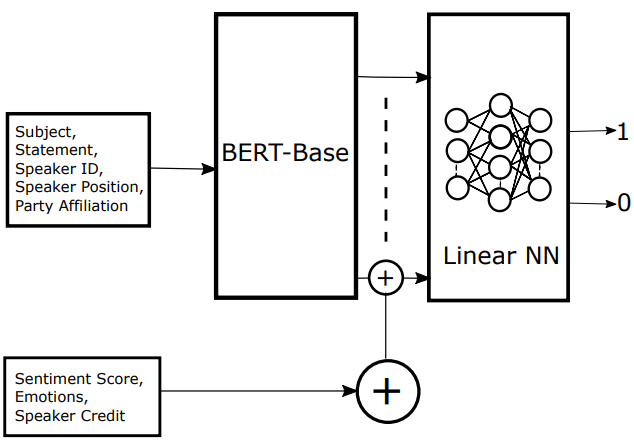 Subject,
Statement,
Speaker ID,
Speaker Position,
Party Affiliation
BERT-Base
Linear NN
1
0
+
+
Sentiment Score,
Emotions,
Speaker Credit